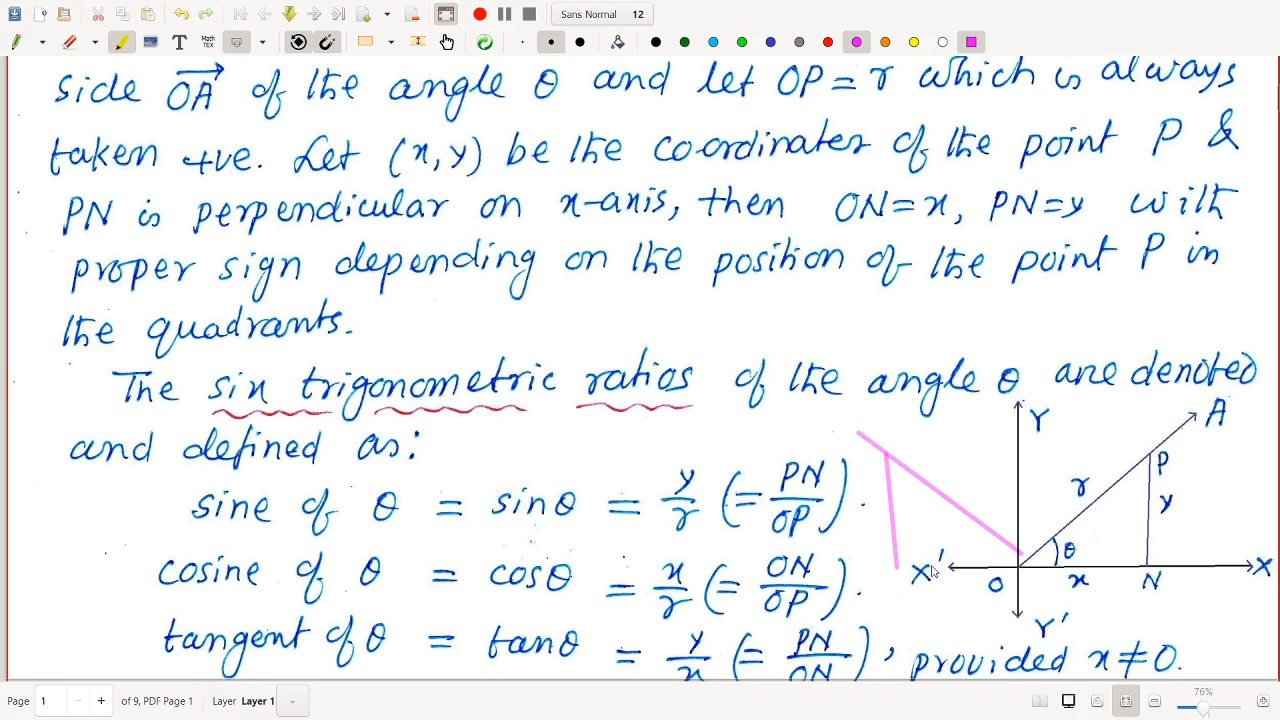 Sans Normal 12
Math TEX
side OA of the angle θ and let OP = r which is always
taken +ve. Let (x, y) be the coordinates of the point P &
PN is perpendicular on x-axis, then ON = x, PN = y with
proper sign depending on the position of the point P in
the quadrants.
The six trigonometric ratios of the angle θ are denoted
and defined as:
sine of θ = sinθ = y/r (= PN/OP).
cosine of θ = cosθ = x/r (= ON/OP).
tangent of θ = tanθ = y/x (= PN/ON), provided x ≠ 0.
Y
A
P
r
y
θ
X'
O
x
N
X
Y'
Page 1 of 9, PDF Page 1 Layer Layer 1
76%